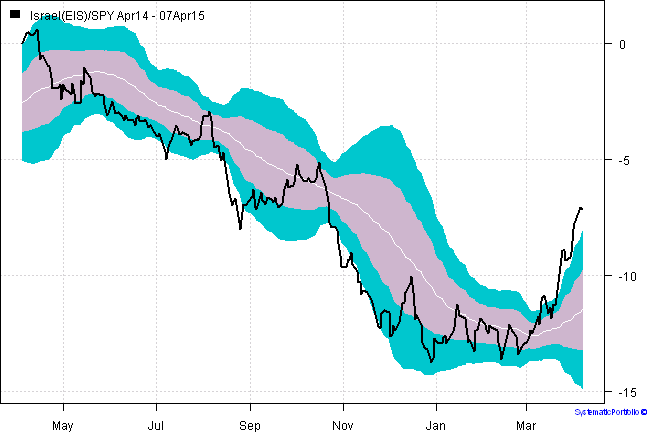 Israel(EIS)/SPY Apr14 - 07Apr15
0
-5
-10
-15
May Jul Sep Nov Jan Mar
SystematicPortfolio ©